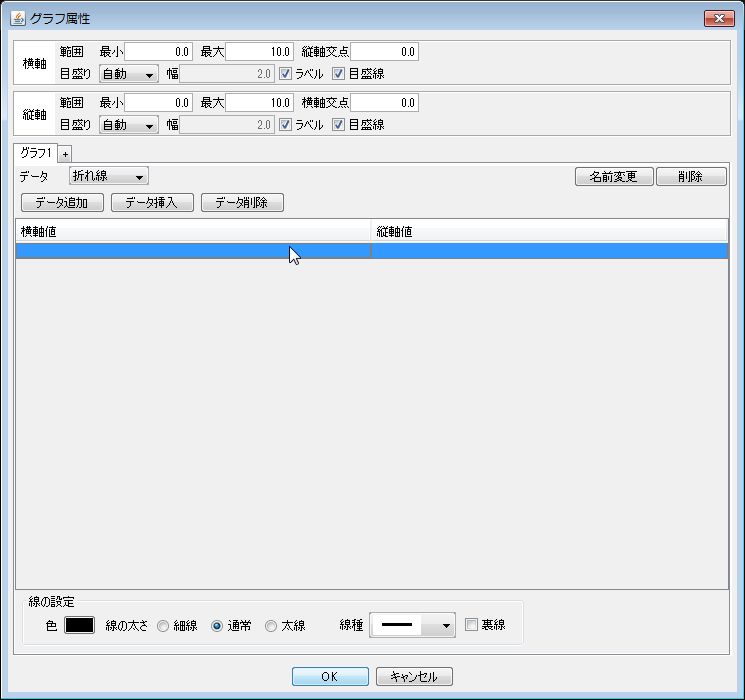 グラフ属性
横軸 範囲 最小 0.0 最大 10.0 縦軸交点 0.0
目盛り 自動 幅 2.0 ラベル 目盛線
縦軸 範囲 最小 0.0 最大 10.0 横軸交点 0.0
目盛り 自動 幅 2.0 ラベル 目盛線
グラフ1 +
データ 折れ線 名前変更 削除
データ追加 データ挿入 データ削除
横軸値 縦軸値
線の設定
色 線の太さ 細線 通常 太線 線種 裏線
OK キャンセル